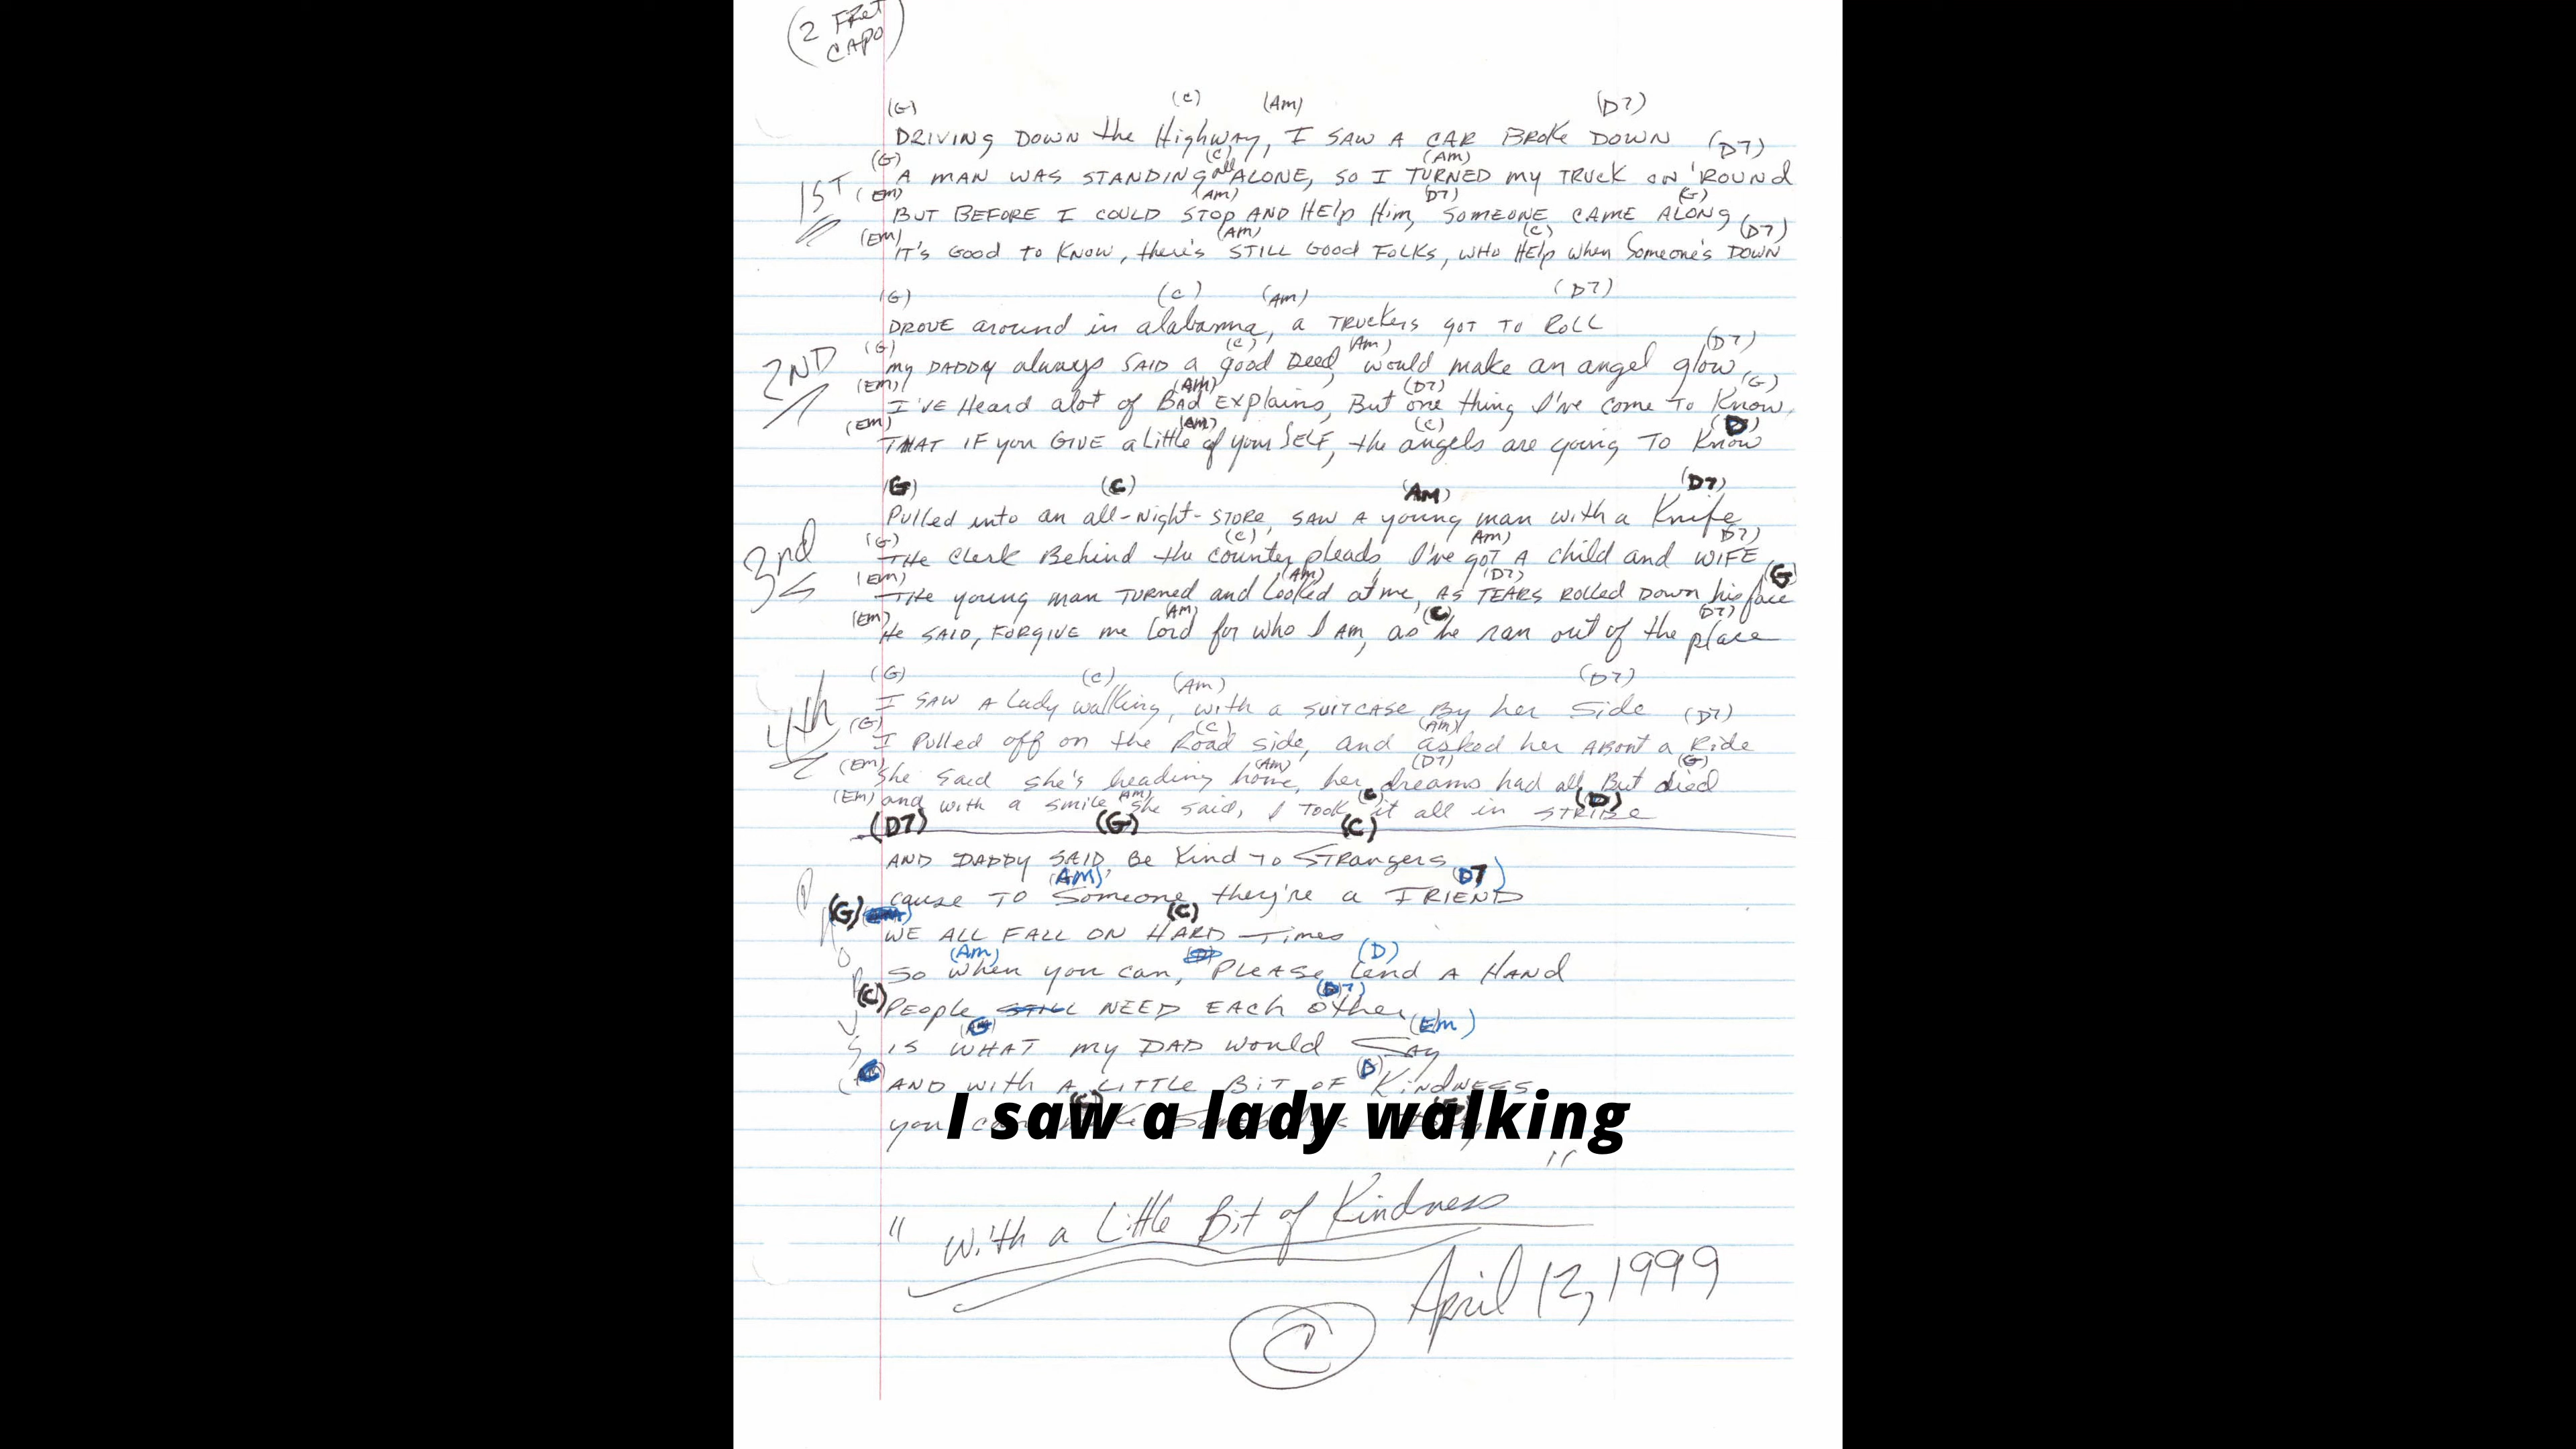 (2 FRET
CAPO)
(G) (C) (Am) (D7)
DRIVING DOWN the Highway, I SAW A CAR BROKE DOWN (D7)
(G) (C) (Am)
A MAN WAS STANDING all ALONE, SO I TURNED my TRUCK ON 'ROUND
1ST (Em) (Am) (D7) (G)
BUT BEFORE I COULD STOP AND HElp Him, SOMEONE CAME ALONG (D7)
(Em) (Am) (C)
IT'S GOOD TO KNOW, there's STILL GOOd FOLKS, WHO HElp when Someone's DOWN
(G) (C) (Am) (D7)
DROVE around in alabamna, a TRUCKers GOT TO ROLL
2ND (G) (C) (Am) (D7)
my DADDY always SAID a good DEED, would make an angel glow
(Em) (AM) (D7) (G)
I'VE Heard alot of BAD EXplains, But one thing I've come To Know,
(Em) (AM) (C) (D)
THAT IF you GIVE a Little of your SELF, the angels are going TO Know
(G) (C) (AM) (D7)
Pulled into an all-Night-STORE, SAW A young man with a Knife
3rd (G) (C) (Am) (D7)
THE Clerk Behind the counter pleads, I've GOT A child and WIFE
(Em) (Am) (D7) (G)
THE young man TURNED and Looked at me, AS TEARS ROLLED DOWN his face
(Em) (AM) (C) (D7)
He SAID, FORGIVE me Lord for who I AM, as he ran out of the place
(G) (C) (Am) (D7)
4th I SAW A Lady walking, with a SUITCASE By her Side (D7)
(G) (C) (AM)
I Pulled off on the Road side, and asked her ABOUT a Ride
(Em) (Am) (D7) (G)
She Said she's heading home, her dreams had all But died
(Em) (AM) (C) (D)
and with a smile she said, I Took it all in STRIDE
(D7) (G) (C)
AND DADDY SAID, Be Kind TO STRangers
(AM) (D7)
cause TO Someone they're a FRIEND
(G) (C)
WE ALL FALL ON HARD Times
(Am) (D)
SO when you can, PLEASE Lend A HAND
(C) (D7)
PEOple STILL NEED EACH other
(G) (Em)
IS WHAT my DAD would SAy
(D)
AND with A LITTLE BiT OF KiNDNESS
you
I saw a lady walking
"With a Little Bit of Kindness"
April 12, 1999
©